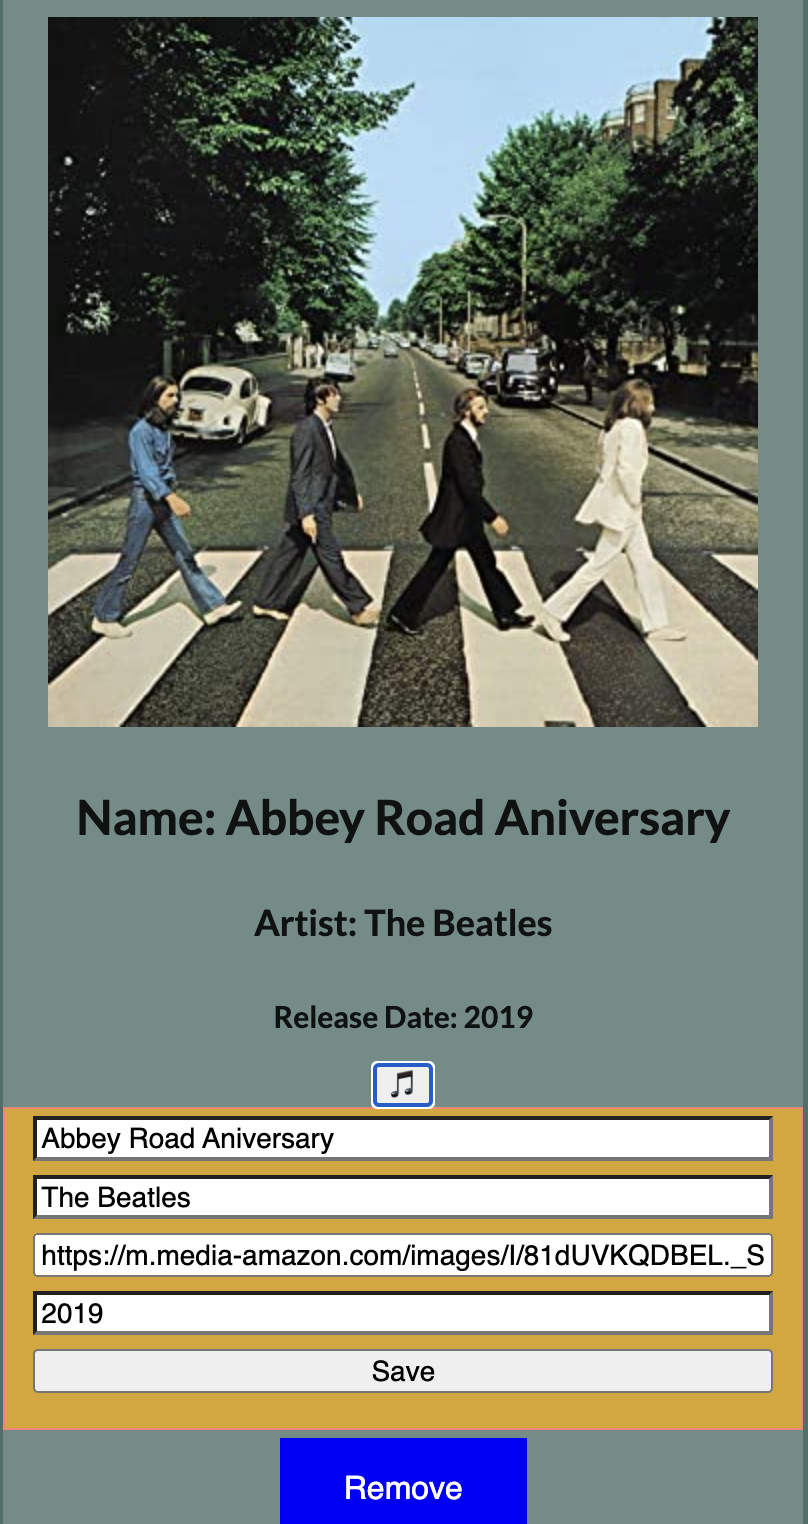 Name: Abbey Road Aniversary
Artist: The Beatles
Release Date: 2019
Abbey Road Aniversary
The Beatles
https://m.media-amazon.com/images/I/81dUVKQDBEL._S
2019
Save
Remove